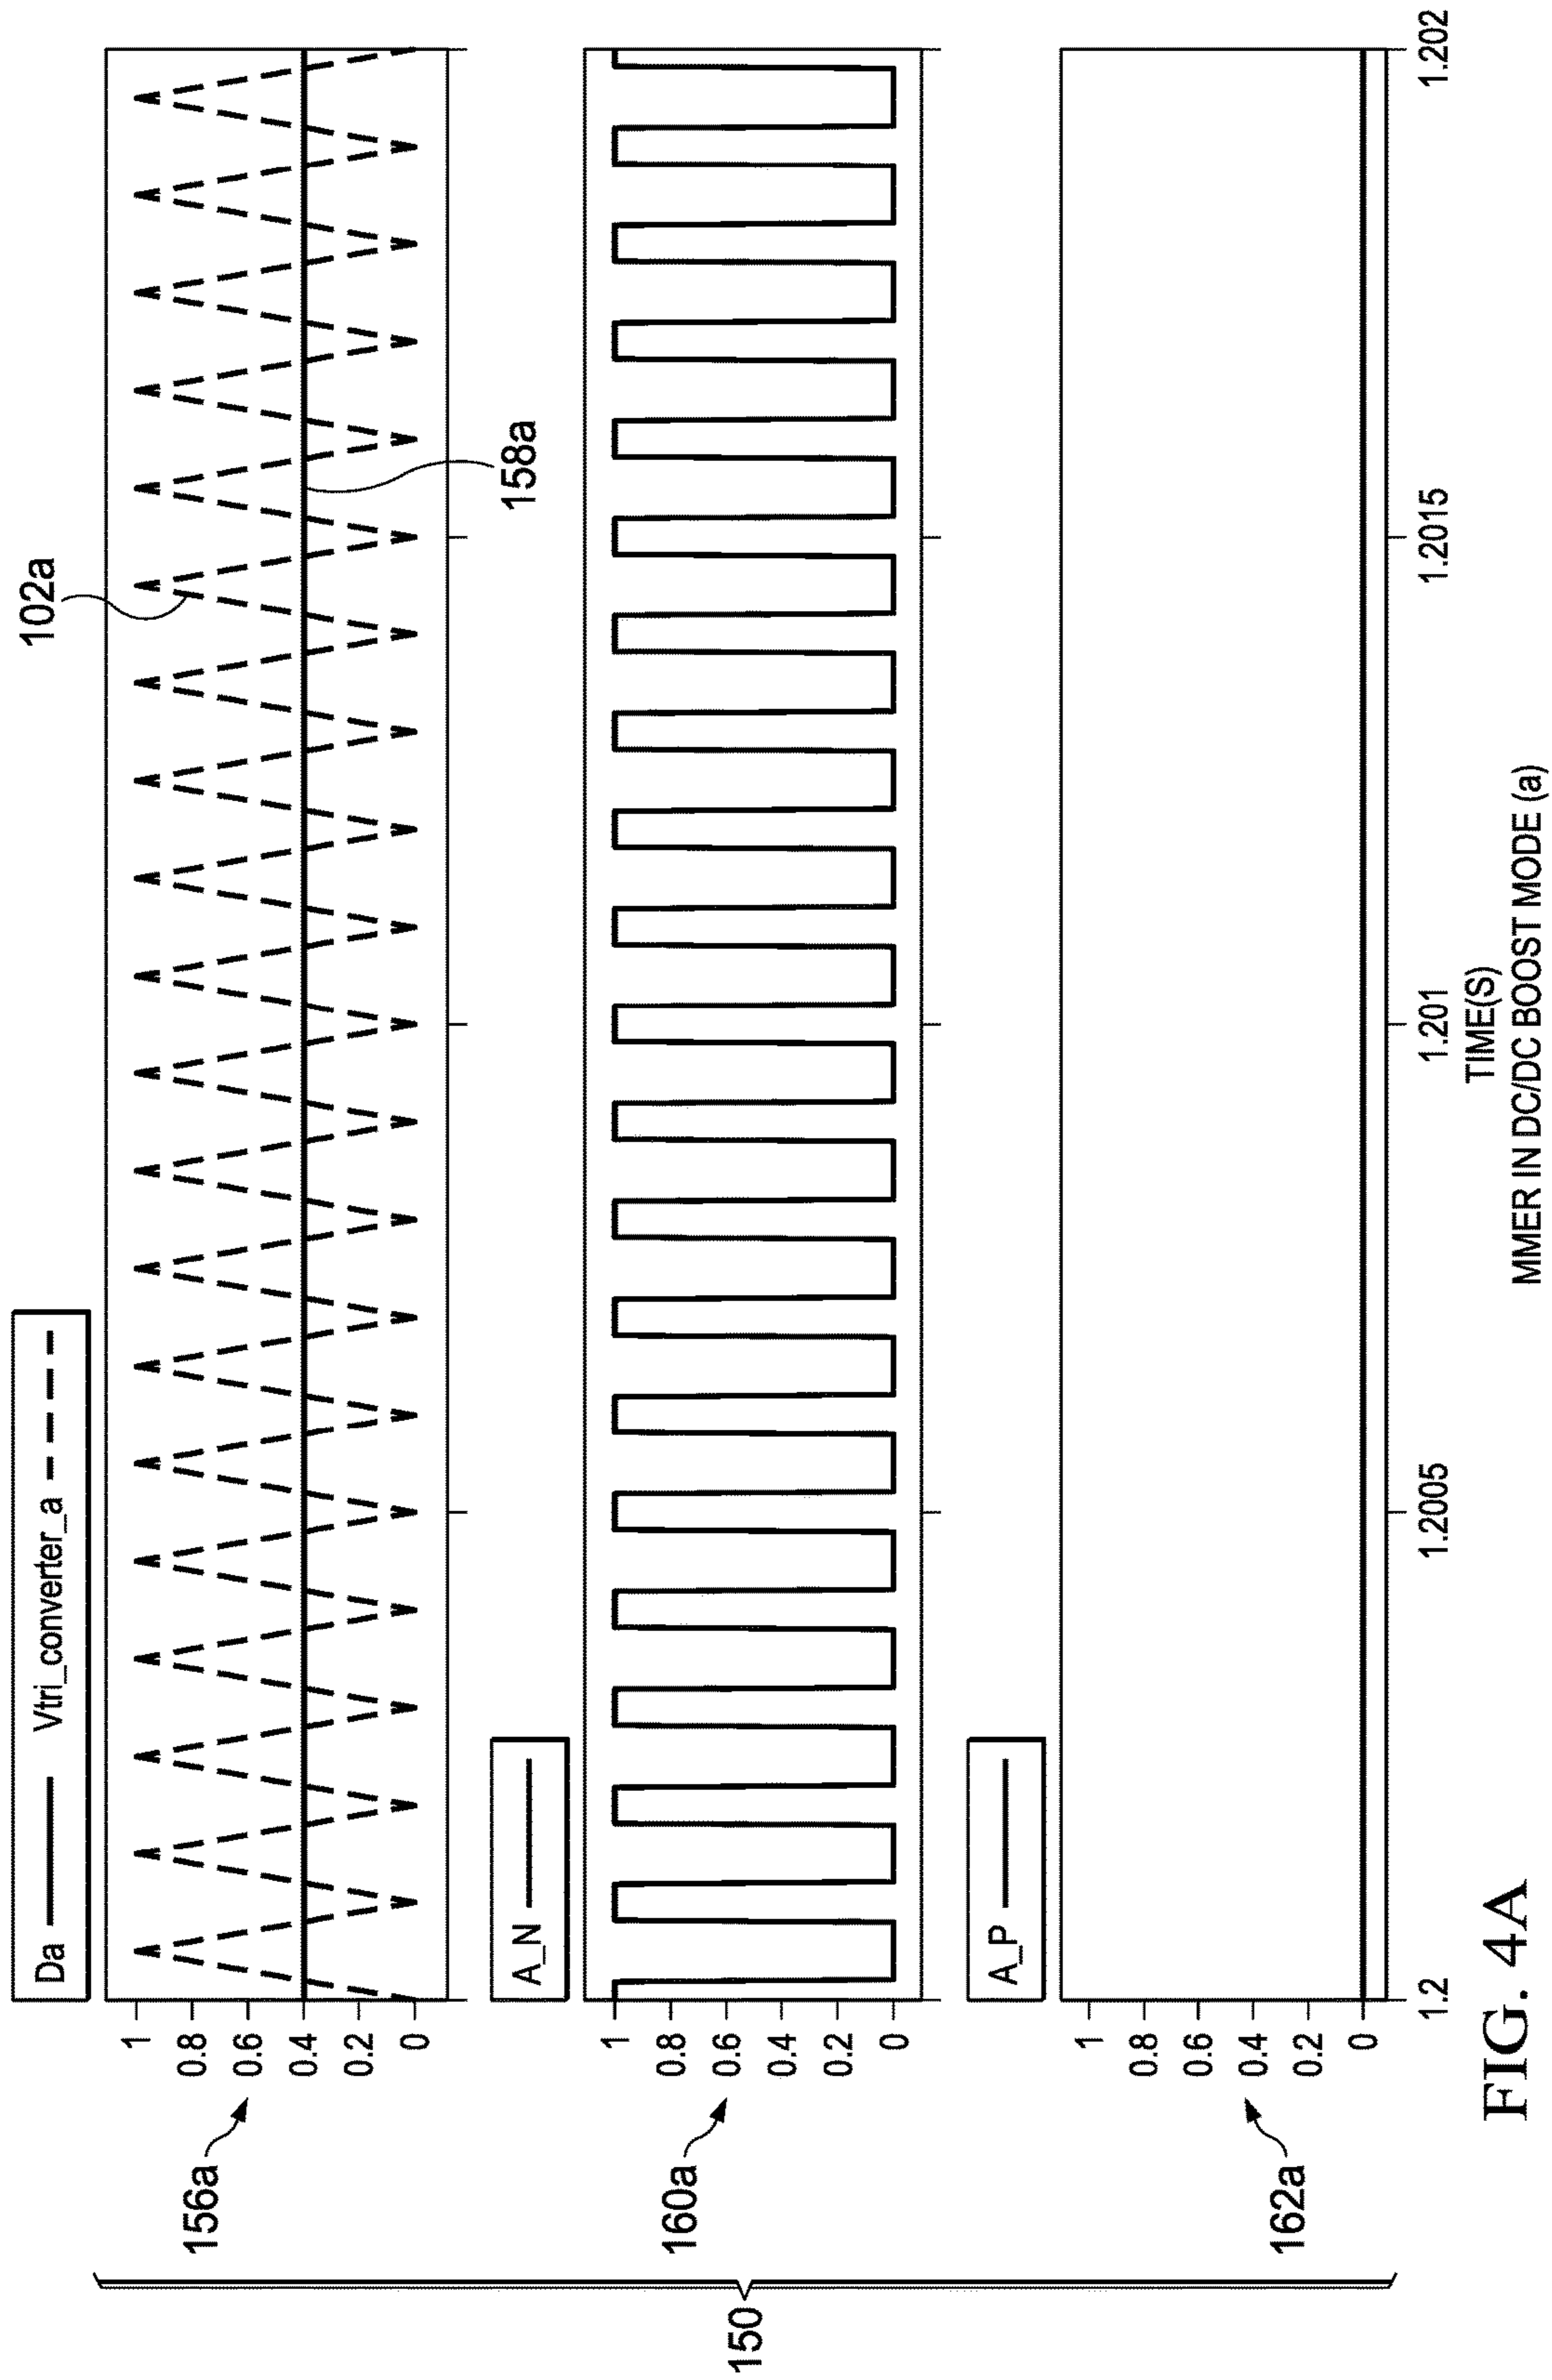 Da Vtri_converter_a
102a
156a
1
0.8
0.6
0.4
0.2
0
158a
A_N
160a
1
0.8
0.6
0.4
0.2
0
150
A_P
162a
1
0.8
0.6
0.4
0.2
0
1.2 1.2005 1.201 1.2015 1.202
TIME(S)
MMER IN DC/DC BOOST MODE (a)
FIG. 4A